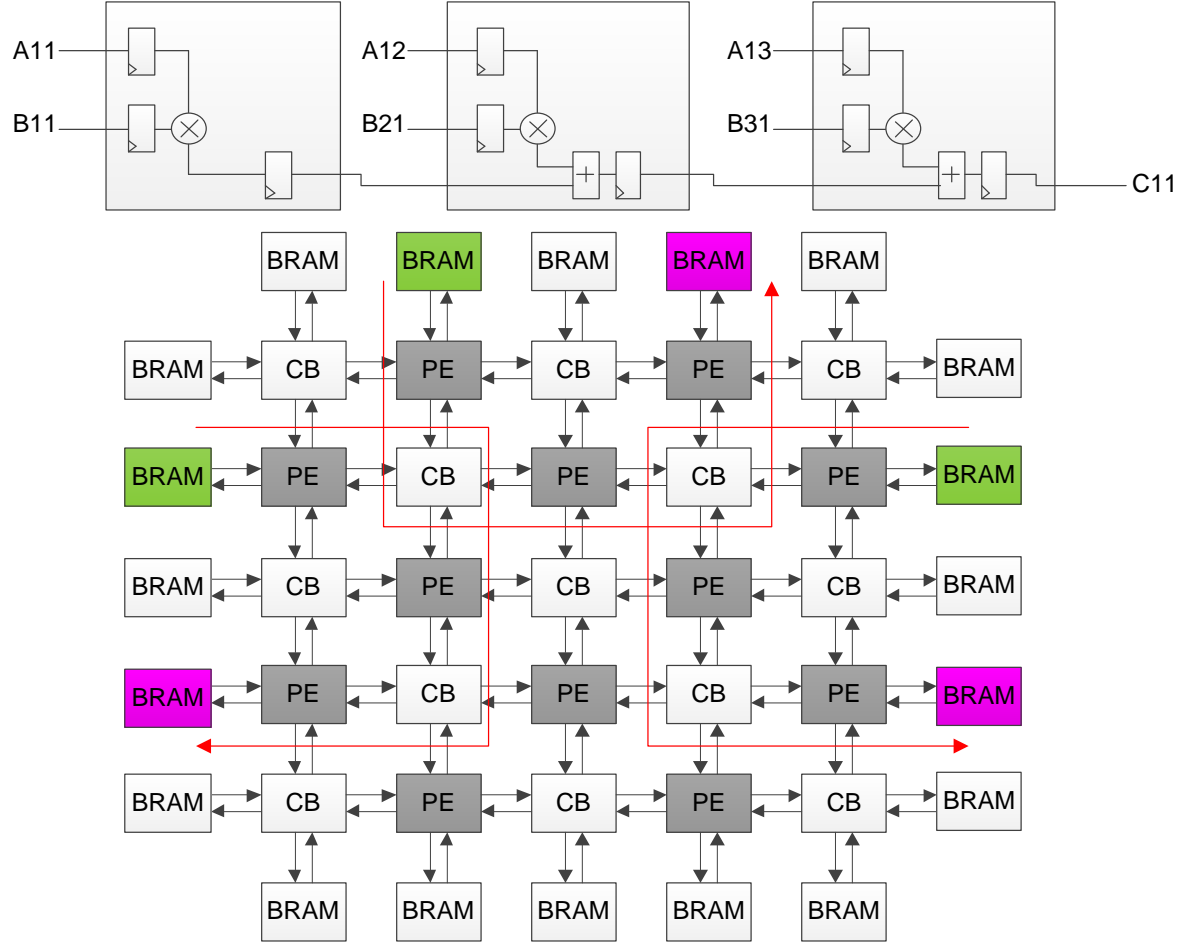 A11 A12 A13
B11 B21 B31
+ +
C11
BRAM BRAM BRAM BRAM BRAM
BRAM CB PE CB PE CB BRAM
BRAM PE CB PE CB PE BRAM
BRAM CB PE CB PE CB BRAM
BRAM PE CB PE CB PE BRAM
BRAM CB PE CB PE CB BRAM
BRAM BRAM BRAM BRAM BRAM